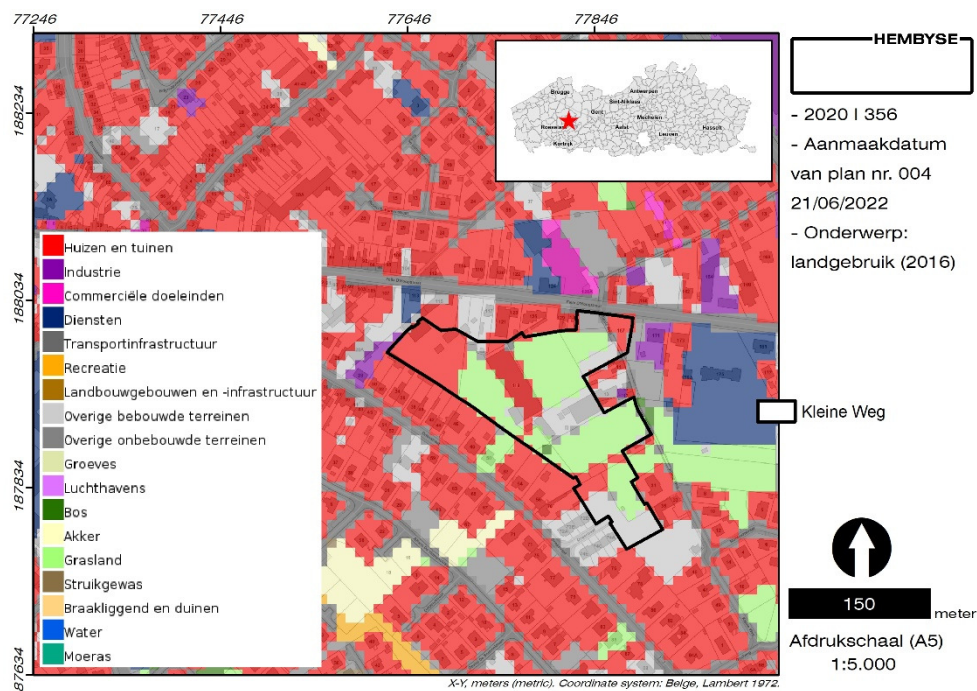 77246
77446
77646
77846
188234
188034
187834
87634
Brugge
Antwerpen
Sint-Niklaas
Gent
Mechelen
Aalst
Leuven
Hasselt
Kortrijk
Huizen en tuinen
Industrie
Commerciële doeleinden
Diensten
Transportinfrastructuur
Recreatie
Landbouwgebouwen en -infrastructuur
Overige bebouwde terreinen
Overige onbebouwde terreinen
Groeves
Luchthavens
Bos
Akker
Grasland
Struikgewas
Braakliggend en duinen
Water
Moeras
X-Y, meters (metric). Coordinate system: Belge, Lambert 1972.
HEMBYSE
- 2020 I 356
- Aanmaakdatum
van plan nr. 004
21/06/2022
- Onderwerp:
landgebruik (2016)
Kleine Weg
150
meter
Afdrukschaal (A5)
1:5.000